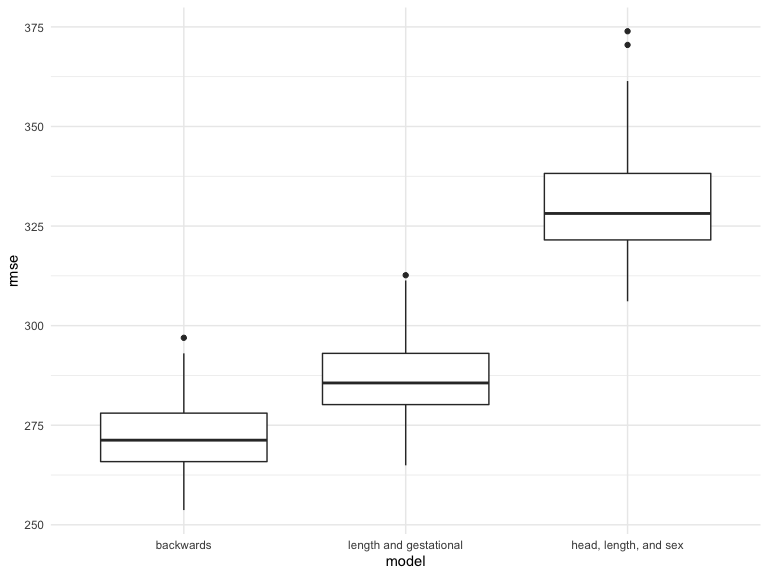 375
350
325
300
275
250
rmse
backwards
length and gestational
head, length, and sex
model